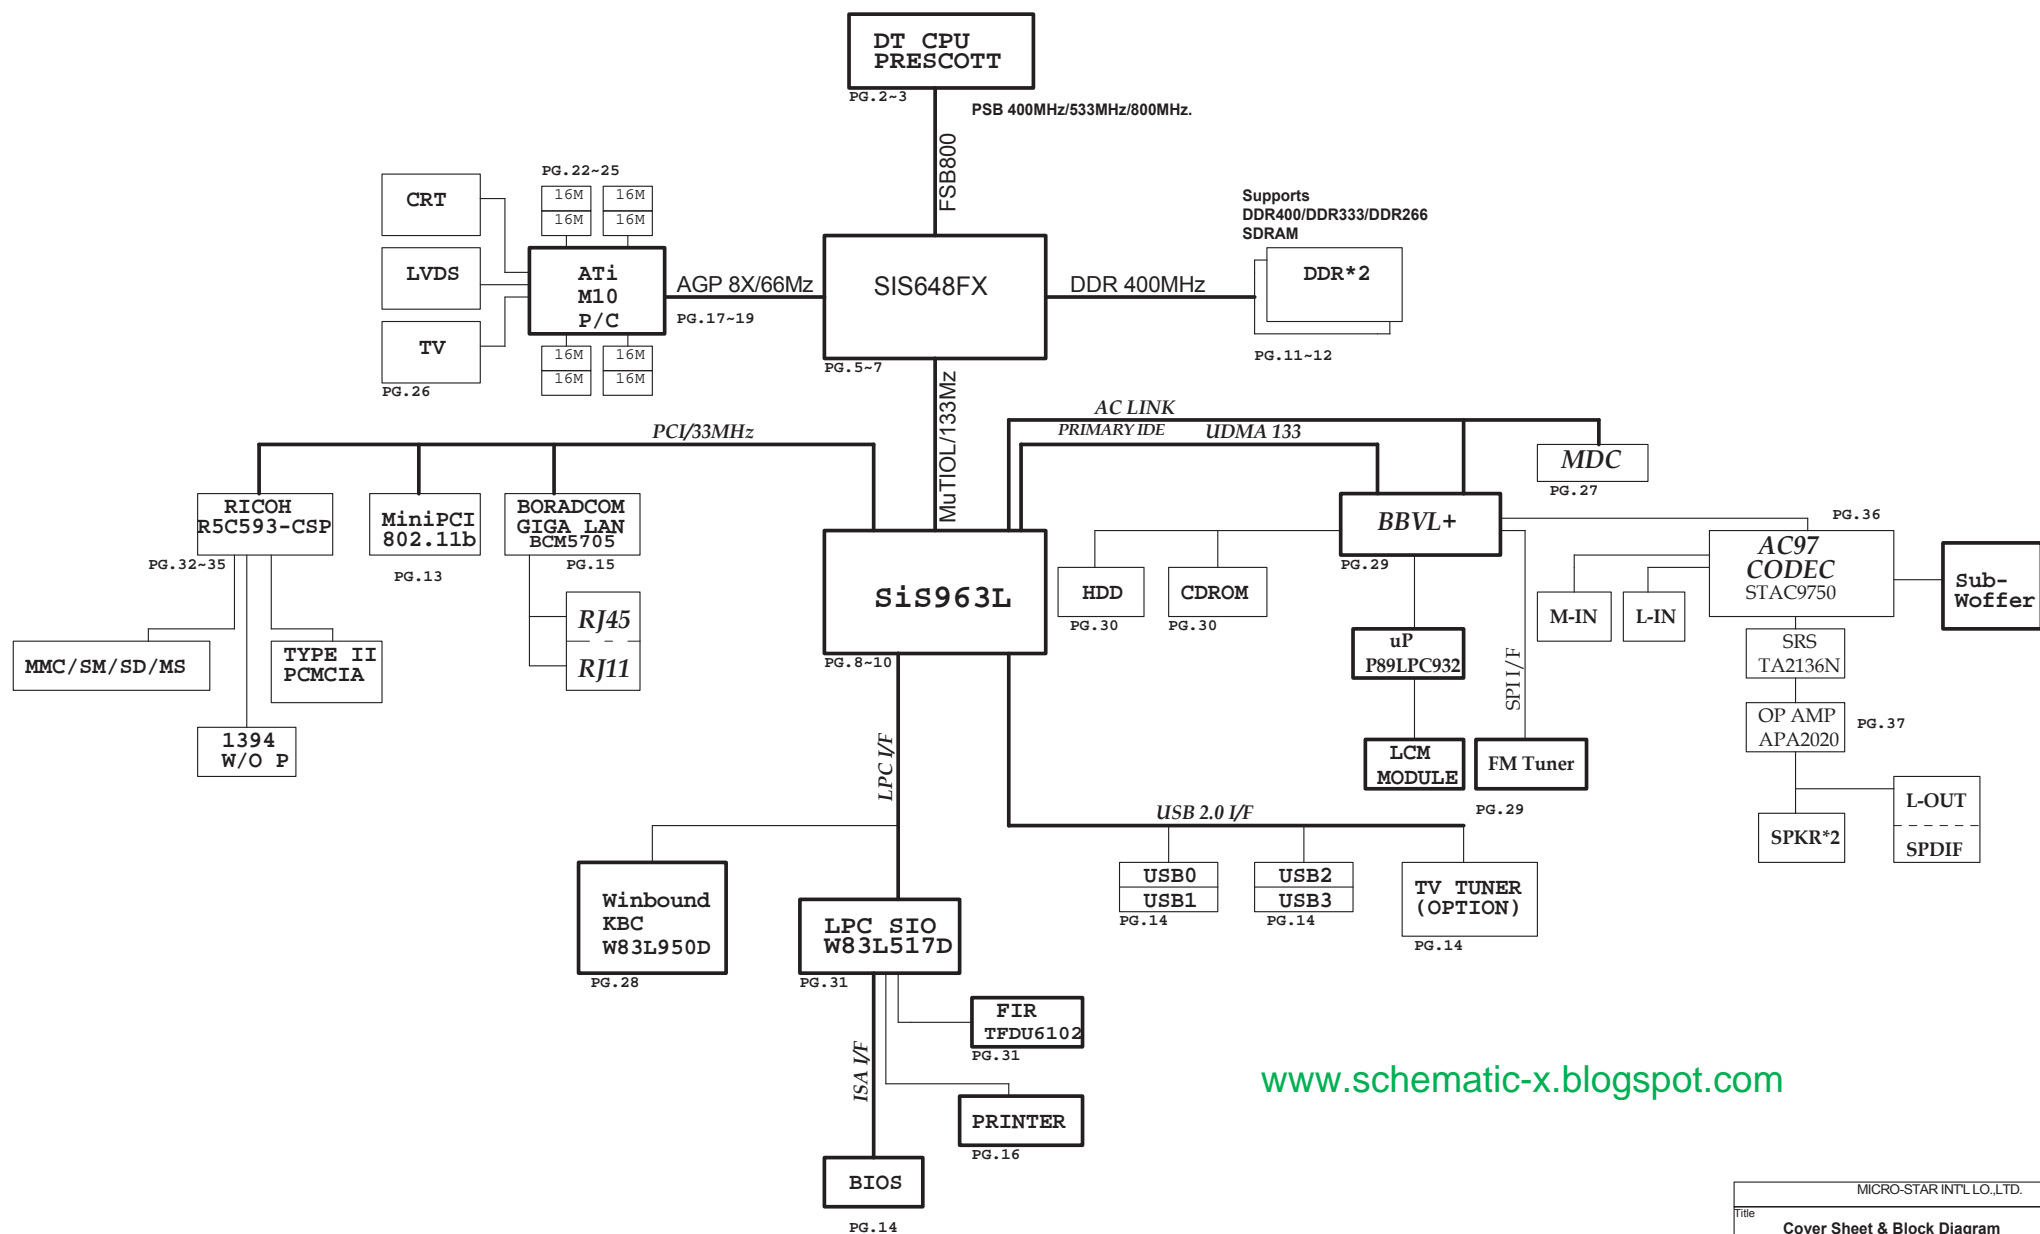 DT CPU
PRESCOTT
PG.2~3
PSB 400MHz/533MHz/800MHz.
FSB800
PG.22~25
16M
16M
16M
16M
CRT
LVDS
TV
PG.26
ATi
M10
P/C
16M
16M
16M
16M
AGP 8X/66Mz
PG.17~19
SIS648FX
PG.5~7
DDR 400MHz
Supports
DDR400/DDR333/DDR266
SDRAM
DDR*2
PG.11~12
MuTIOL/133Mz
PCI/33MHz
AC LINK
PRIMARY IDE
UDMA 133
MDC
PG.27
RICOH
R5C593-CSP
PG.32~35
MiniPCI
802.11b
PG.13
BORADCOM
GIGA LAN
BCM5705
PG.15
RJ45
RJ11
MMC/SM/SD/MS
TYPE II
PCMCIA
1394
W/O P
SiS963L
PG.8~10
BBVL+
PG.29
HDD
PG.30
CDROM
PG.30
uP
P89LPC932
LCM
MODULE
SPI I/F
FM Tuner
PG.29
PG.36
AC97
CODEC
STAC9750
M-IN
L-IN
Sub-
Woffer
SRS
TA2136N
OP AMP
APA2020
PG.37
SPKR*2
L-OUT
SPDIF
LPC I/F
USB 2.0 I/F
USB0
USB1
PG.14
USB2
USB3
PG.14
TV TUNER
(OPTION)
PG.14
Winbound
KBC
W83L950D
PG.28
LPC SIO
W83L517D
PG.31
FIR
TFDU6102
PG.31
ISA I/F
PRINTER
PG.16
BIOS
PG.14
www.schematic-x.blogspot.com
MICRO-STAR INT'L LO.,LTD.
Title
Cover Sheet & Block Diagram